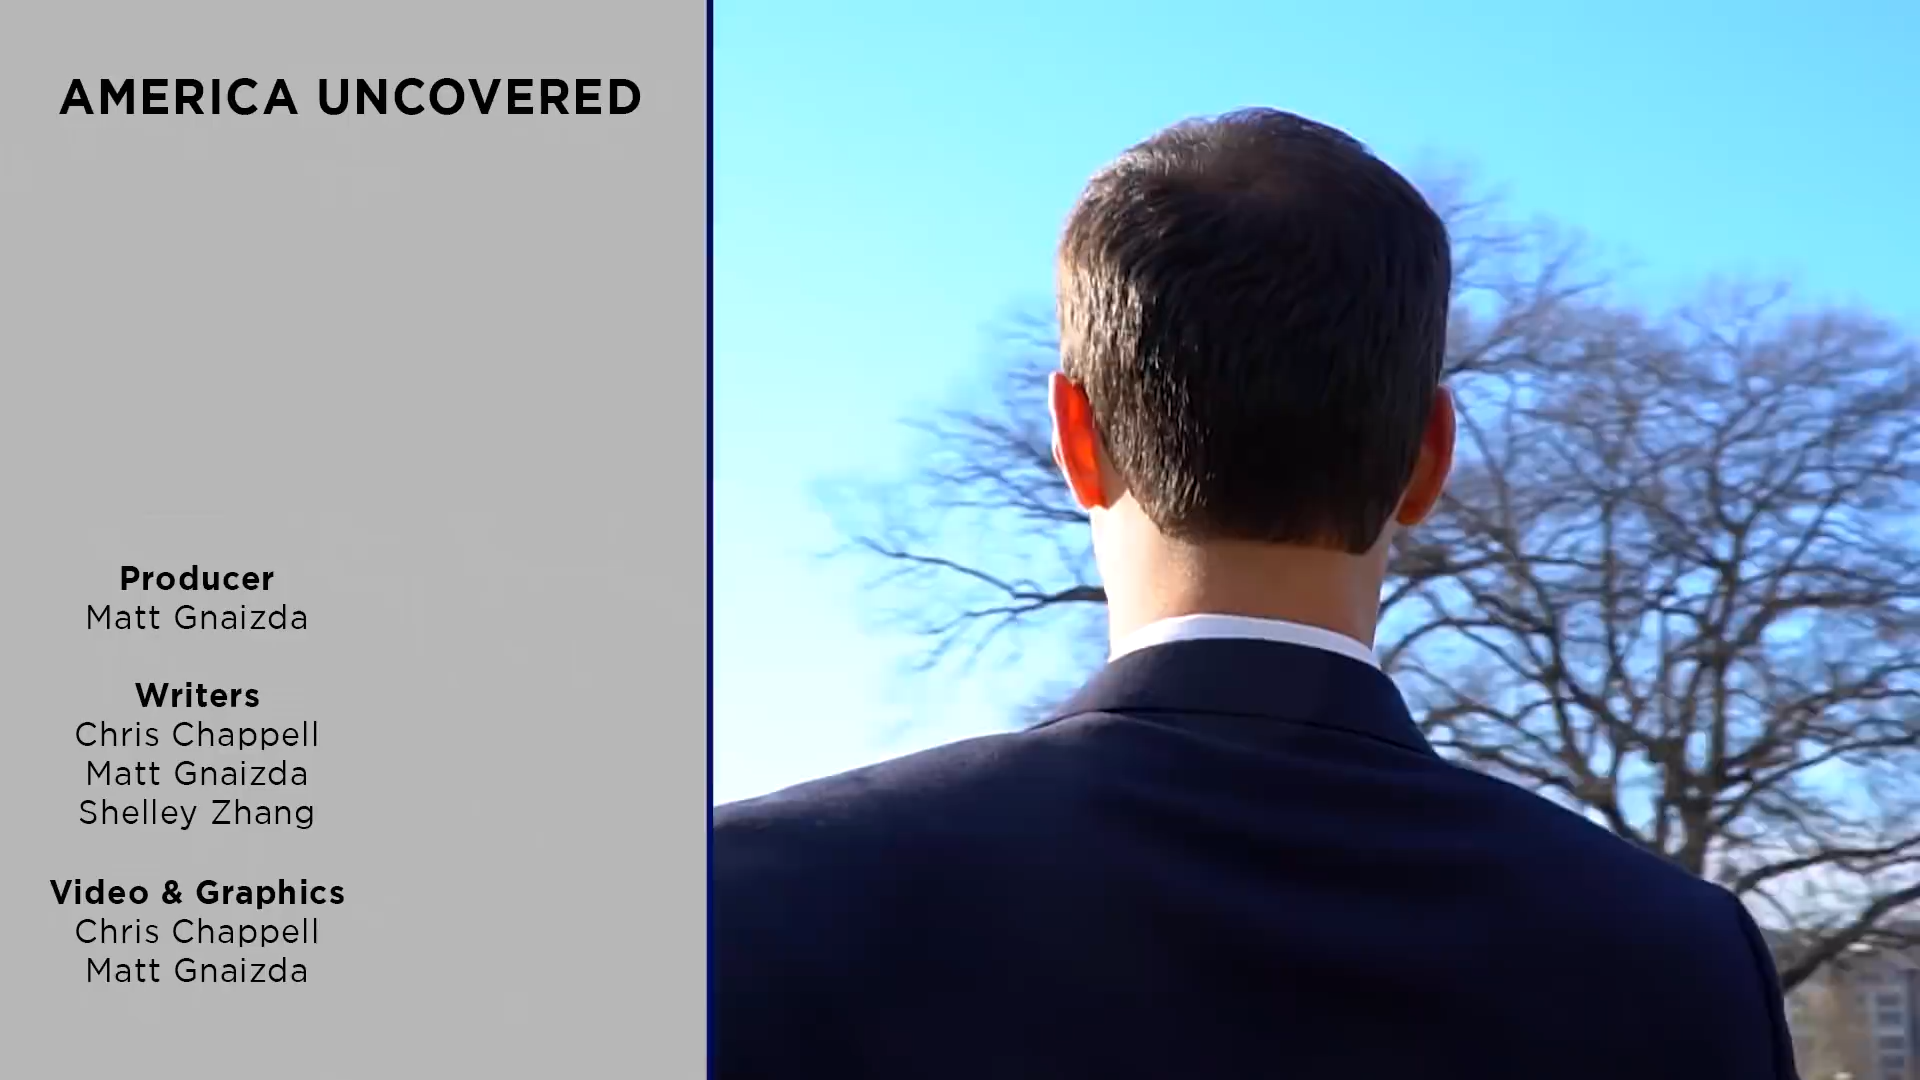 AMERICA UNCOVERED
Producer
Matt Gnaizda
Writers
Chris Chappell
Matt Gnaizda
Shelley Zhang
Video & Graphics
Chris Chappell
Matt Gnaizda